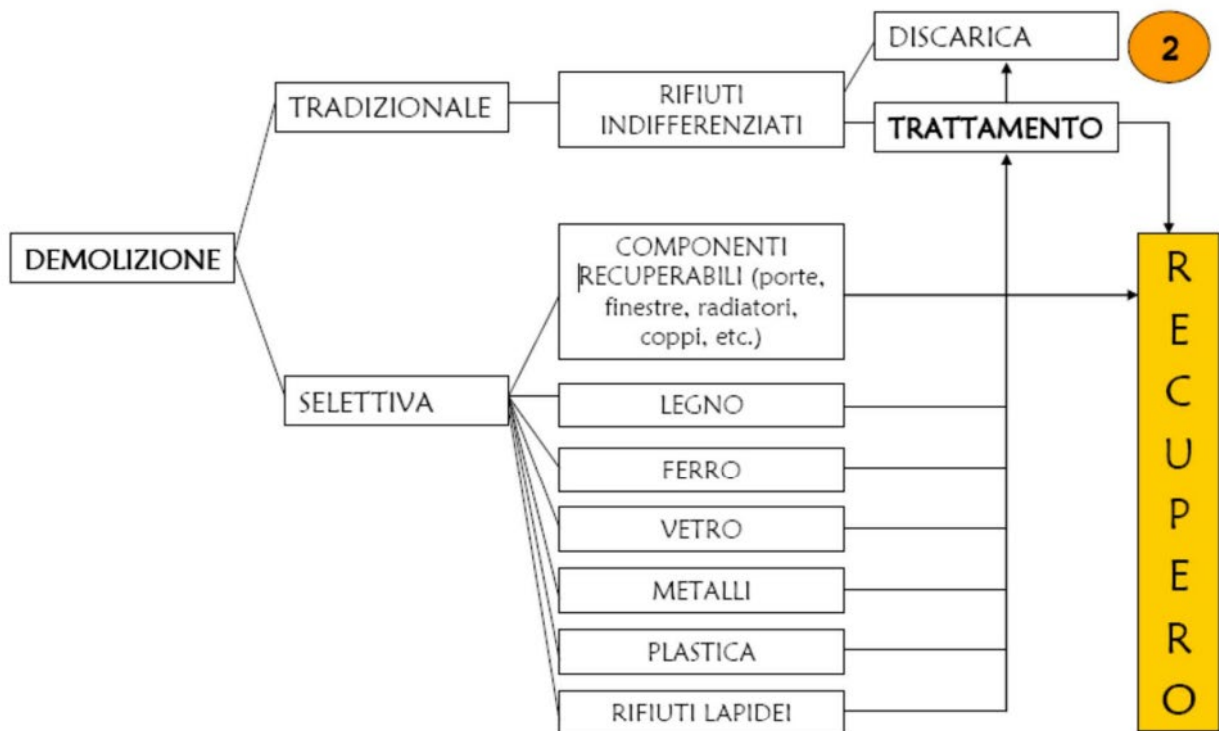 DISCARICA
2
TRADIZIONALE
RIFIUTI
INDIFFERENZIATI
TRATTAMENTO
DEMOLIZIONE
COMPONENTI
RECUPERABILI (porte,
finestre, radiatori,
coppi, etc.)
SELETTIVA
LEGNO
FERRO
VETRO
METALLI
PLASTICA
RIFIUTI LAPIDEI
R
E
C
U
P
E
R
O